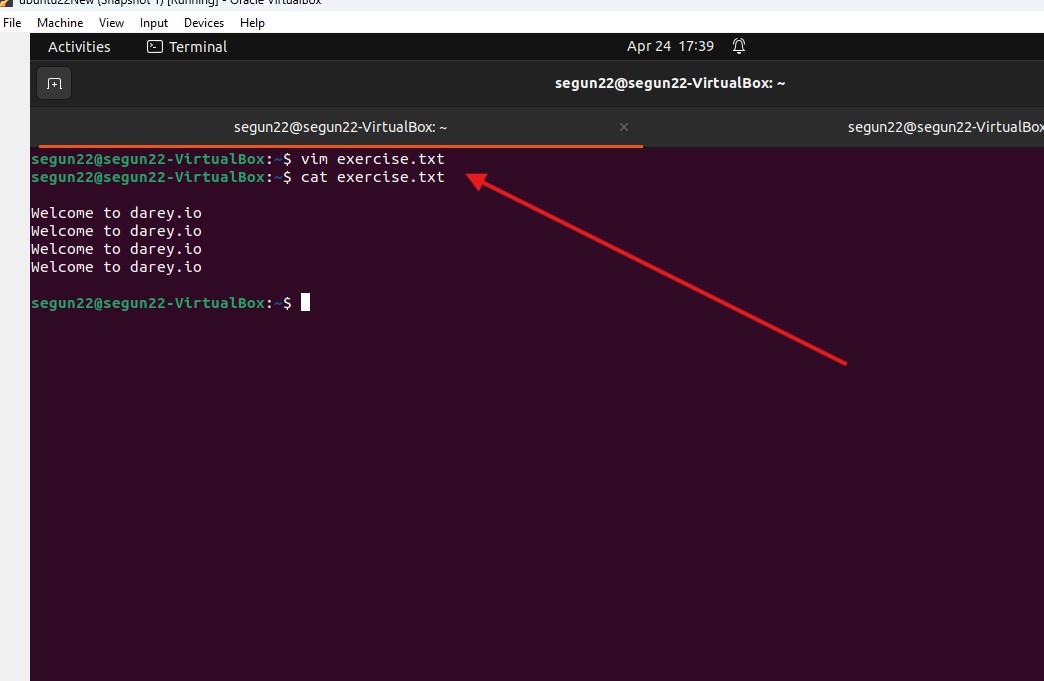 ubuntu22New (Snapshot 1) [Running] - Oracle VirtualBox
File Machine View Input Devices Help
Activities Terminal Apr 24 17:39
segun22@segun22-VirtualBox: ~
segun22@segun22-VirtualBox: ~ × segun22@segun22-VirtualBox
segun22@segun22-VirtualBox:~$ vim exercise.txt
segun22@segun22-VirtualBox:~$ cat exercise.txt
Welcome to darey.io
Welcome to darey.io
Welcome to darey.io
Welcome to darey.io
segun22@segun22-VirtualBox:~$